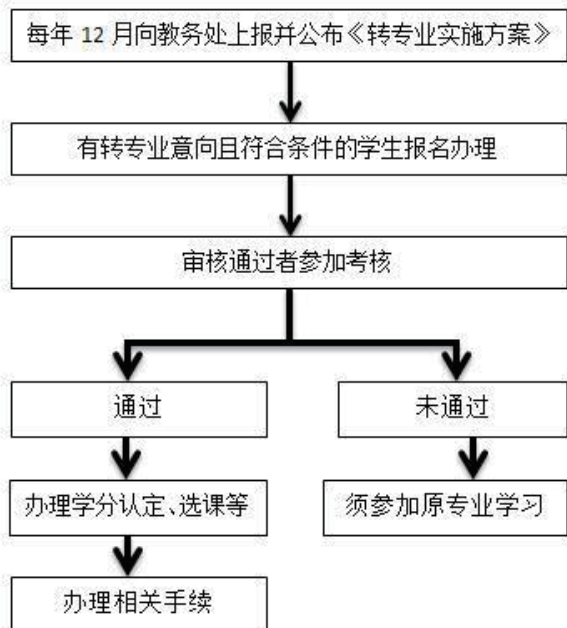 每年 12 月向教务处上报并公布《转专业实施方案》
有转专业意向且符合条件的学生报名办理
审核通过者参加考核
通过
未通过
办理学分认定、选课等
须参加原专业学习
办理相关手续